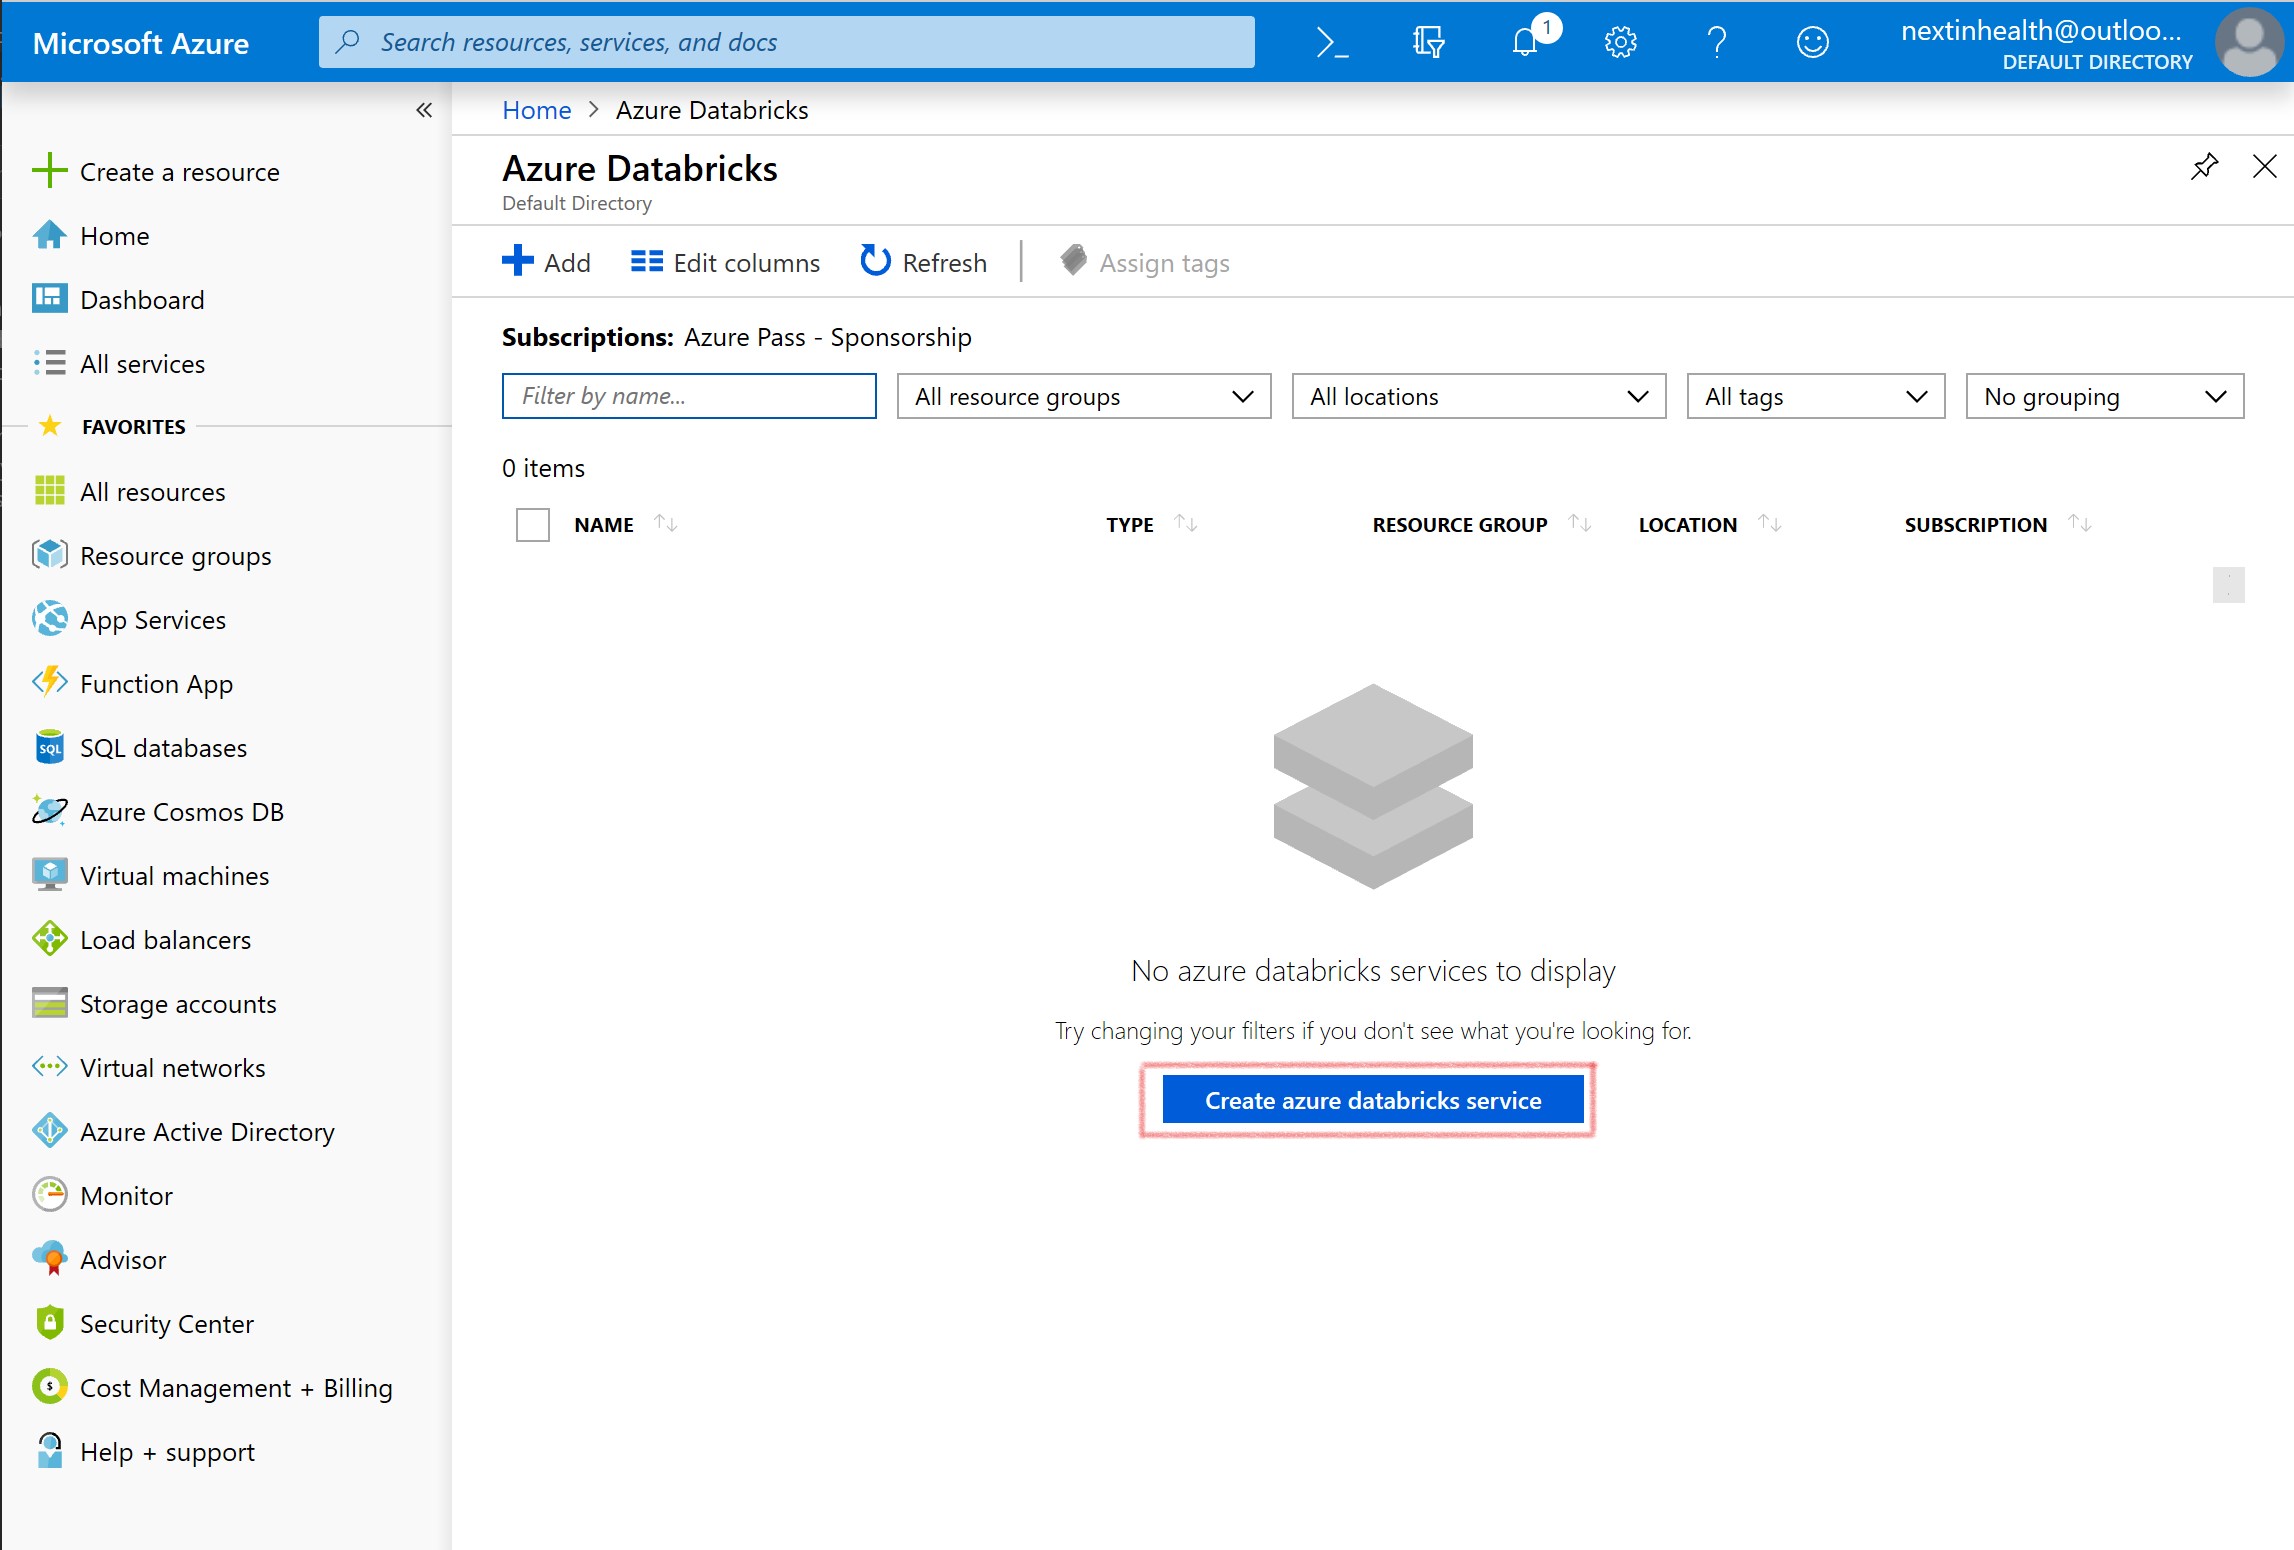 Microsoft Azure
Search resources, services, and docs
1
nextinhealth@outloo...
DEFAULT DIRECTORY
Create a resource
Home
Dashboard
All services
FAVORITES
All resources
Resource groups
App Services
Function App
SQL
SQL databases
Azure Cosmos DB
Virtual machines
Load balancers
Storage accounts
Virtual networks
Azure Active Directory
Monitor
Advisor
Security Center
Cost Management + Billing
Help + support
Home > Azure Databricks
Azure Databricks
Default Directory
Add Edit columns Refresh Assign tags
Subscriptions: Azure Pass - Sponsorship
Filter by name... All resource groups All locations All tags No grouping
0 items
NAME TYPE RESOURCE GROUP LOCATION SUBSCRIPTION
No azure databricks services to display
Try changing your filters if you don't see what you're looking for.
Create azure databricks service